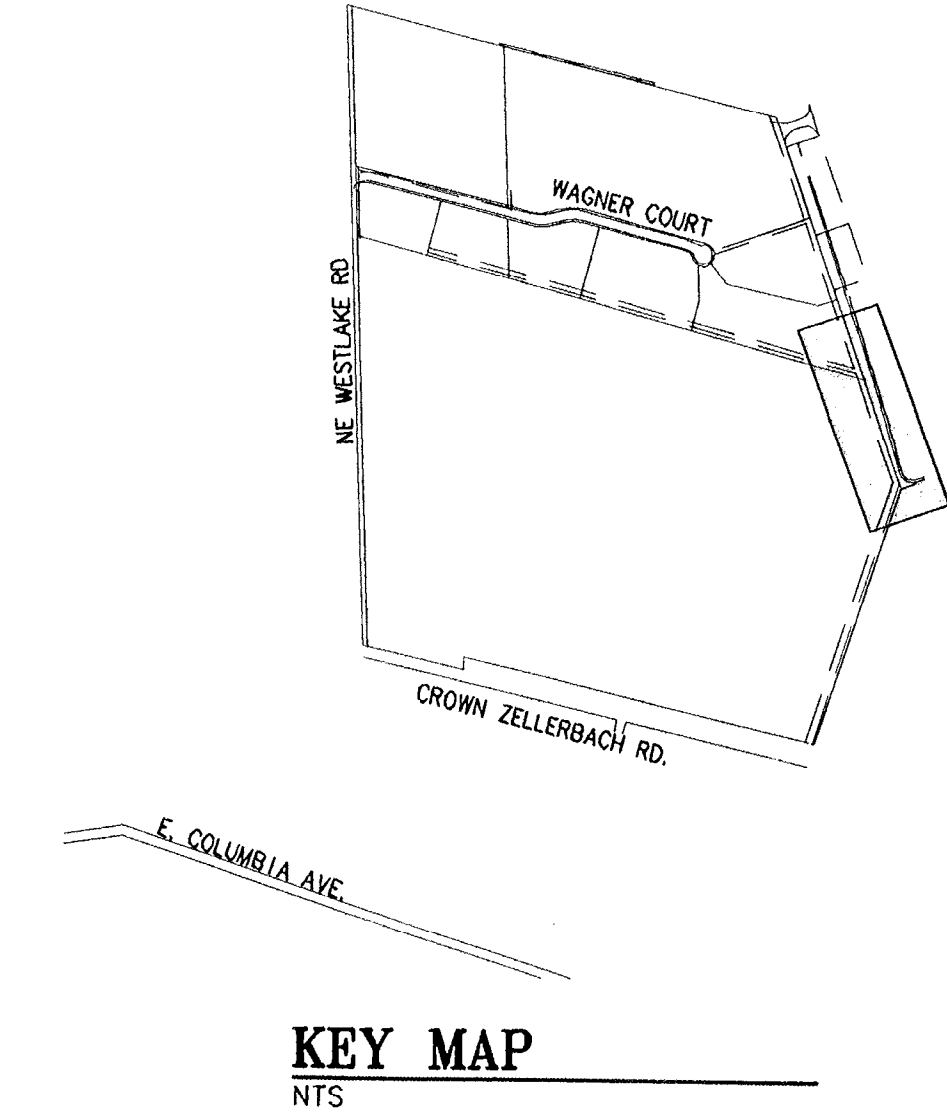 WAGNER COURT
NE WESTLAKE RD
CROWN ZELLERBACH RD.
E. COLUMBIA AVE.
KEY MAP
NTS